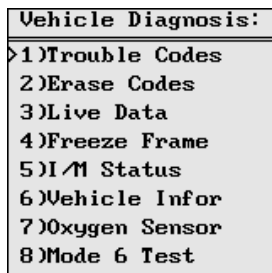 Vehicle Diagnosis:
>1)Trouble Codes
2)Erase Codes
3)Live Data
4)Freeze Frame
5)I/M Status
6)Vehicle Infor
7)Oxygen Sensor
8)Mode 6 Test